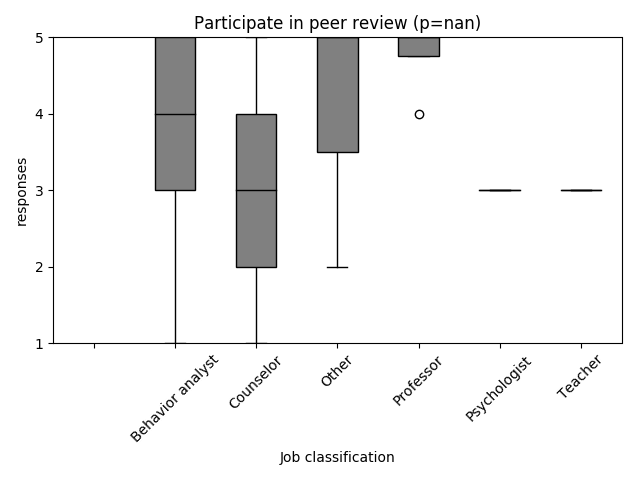 Participate in peer review (p=nan)
5
4
3
2
1
responses
Behavior analyst
Counselor
Other
Professor
Psychologist
Teacher
Job classification